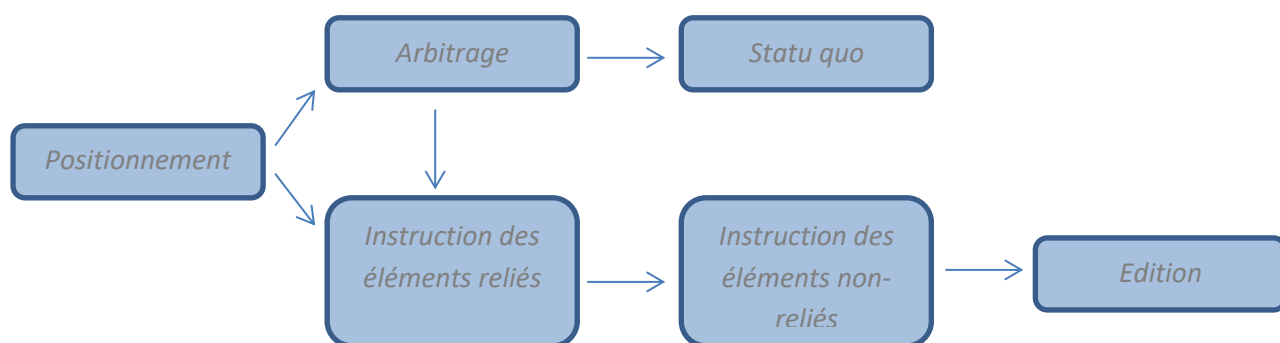 Arbitrage
Statu quo
Positionnement
Instruction des
éléments reliés
Instruction des
éléments non-
reliés
Edition